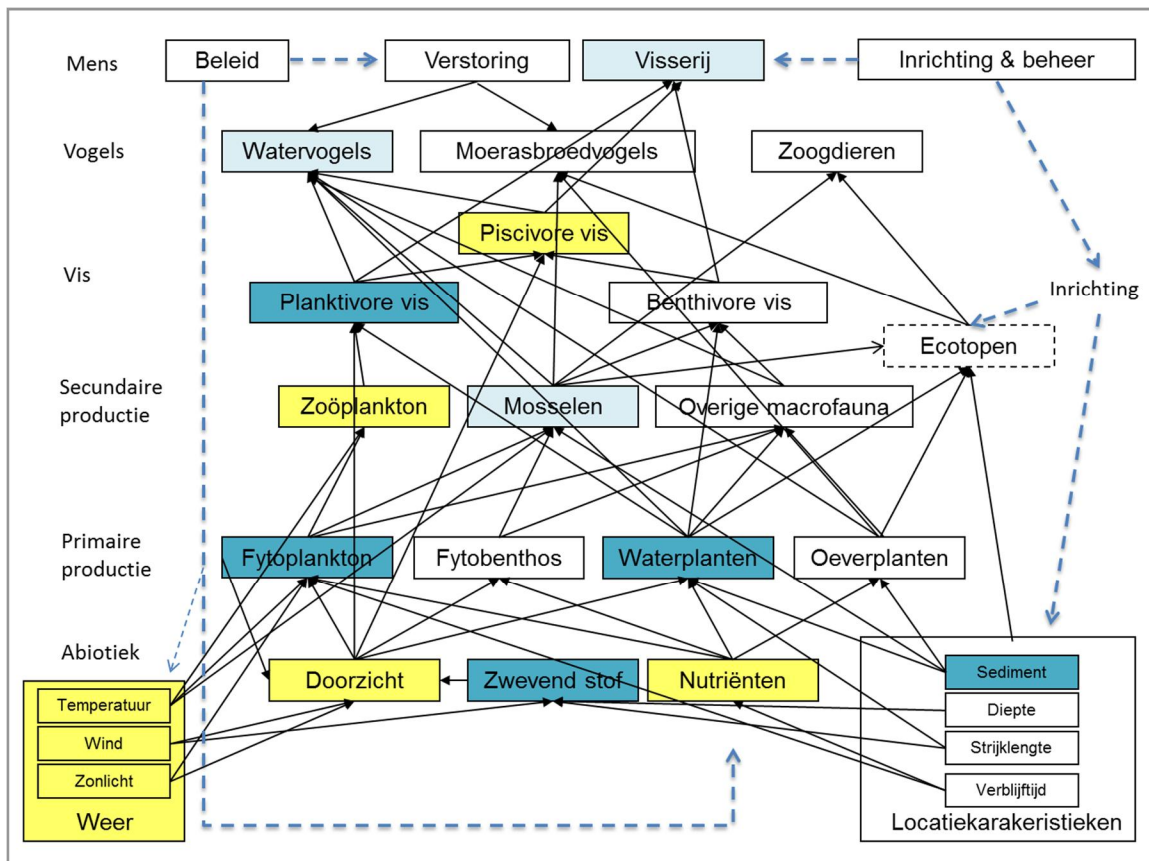 Mens
Beleid
Verstoring
Visserij
Inrichting & beheer
Vogels
Watervogels
Moerasbroedvogels
Zoogdieren
Piscivore vis
Vis
Planktivore vis
Benthivore vis
Inrichting
Ecotopen
Secundaire
productie
Zoöplankton
Mosselen
Overige macrofauna
Primaire
productie
Fytoplankton
Fytobenthos
Waterplanten
Oeverplanten
Abiotiek
Doorzicht
Zwevend stof
Nutriënten
Sediment
Temperatuur
Diepte
Wind
Strijklengte
Zonlicht
Verblijftijd
Weer
Locatiekarakeristieken